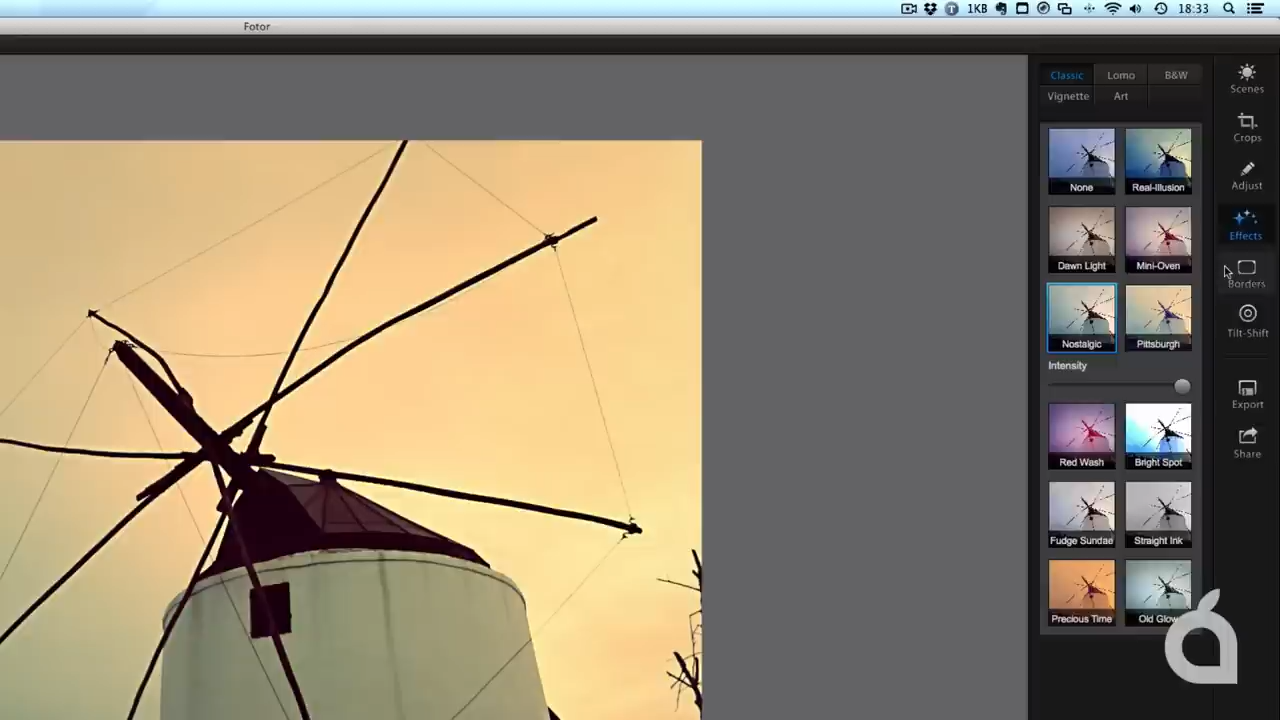 1KB 18:33
Fotor
Classic Lomo B&W
Vignette Art
None Real-Illusion
Dawn Light Mini-Oven
Nostalgic Pittsburgh
Intensity
Red Wash Bright Spot
Fudge Sundae Straight Ink
Precious Time Old Glow
Scenes
Crops
Adjust
Effects
Borders
Tilt-Shift
Export
Share